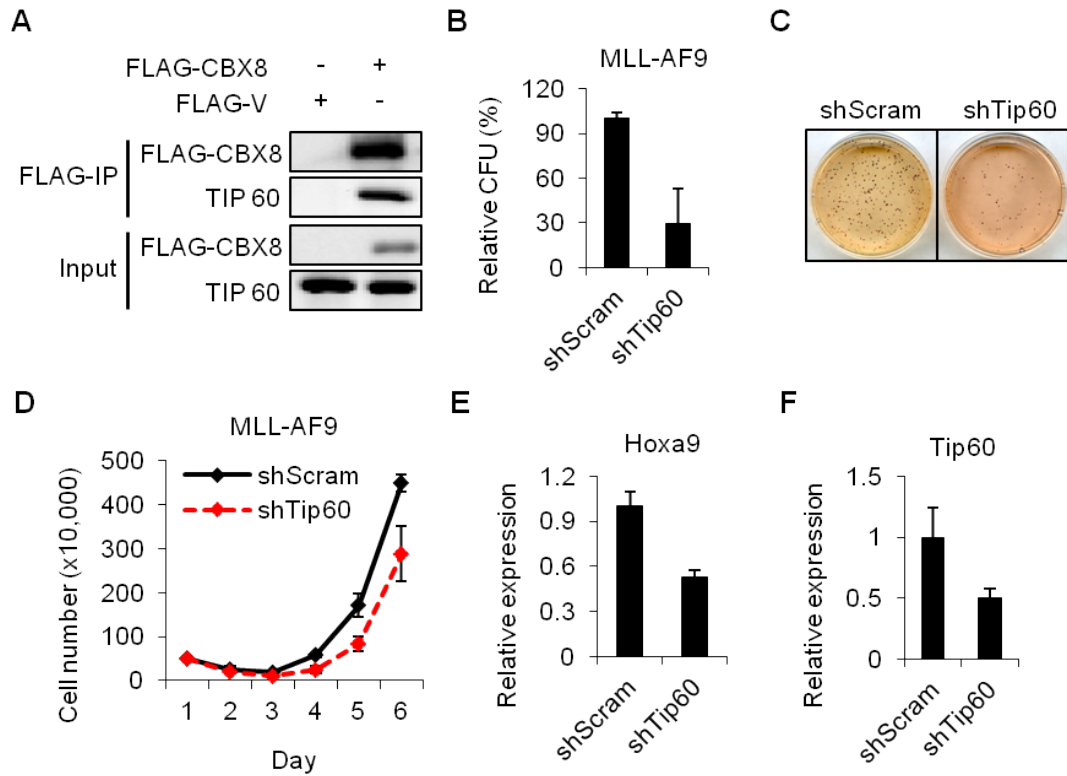 A
FLAG-CBX8 - +
FLAG-V + -
FLAG-IP
FLAG-CBX8
TIP 60
Input
FLAG-CBX8
TIP 60
B
MLL-AF9
Relative CFU (%)
120
90
60
30
0
shScram
shTip60
C
shScram shTip60
D
MLL-AF9
Cell number (x10,000)
500
400
300
200
100
0
shScram
shTip60
1 2 3 4 5 6
Day
E
Hoxa9
Relative expression
1.2
0.9
0.6
0.3
0
shScram
shTip60
F
Tip60
Relative expression
1.5
1
0.5
0
shScram
shTip60